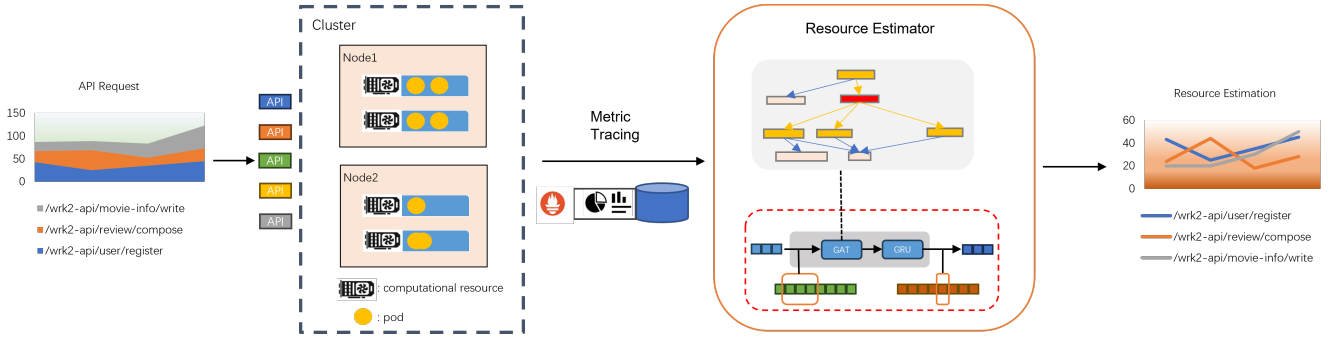 API Request
150
100
50
0
/wrk2-api/movie-info/write
/wrk2-api/review/compose
/wrk2-api/user/register
API
API
API
API
API
Cluster
Node1
Node2
: computational resource
: pod
Metric
Tracing
Resource Estimator
GAT
GRU
Resource Estimation
60
40
20
0
/wrk2-api/user/register
/wrk2-api/review/compose
/wrk2-api/movie-info/write